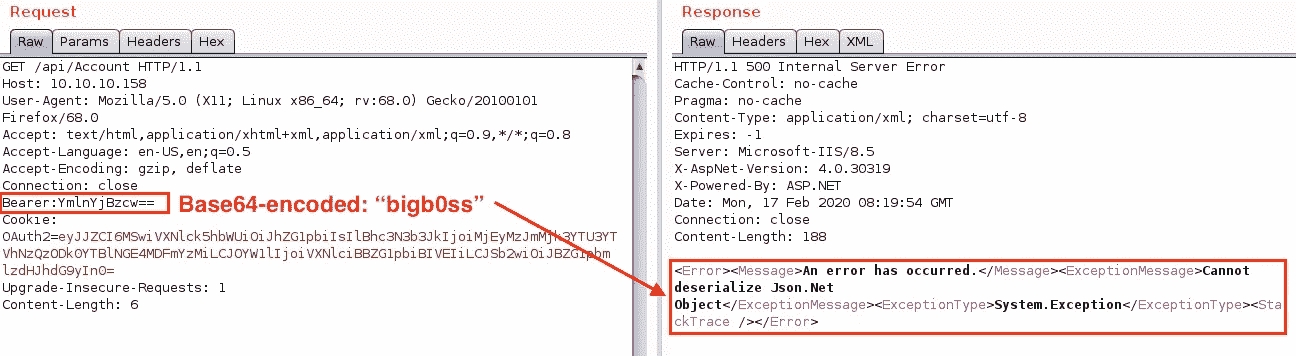 Request
Raw Params Headers Hex
GET /api/Account HTTP/1.1
Host: 10.10.10.158
User-Agent: Mozilla/5.0 (X11; Linux x86_64; rv:68.0) Gecko/20100101
Firefox/68.0
Accept: text/html,application/xhtml+xml,application/xml;q=0.9,*/*;q=0.8
Accept-Language: en-US,en;q=0.5
Accept-Encoding: gzip, deflate
Connection: close
Bearer:YmlnYjBzcw==
Base64-encoded: “bigb0ss”
Cookie:
OAuth2=eyJJZCI6MSwiVXNlck5hbWUiOiJhZG1pbiIsIlBhc3N3b3JkIjoiMjEyMzJmMjk3YTU3YT
VhNzQzODk0YTBlNGE4MDFmYzMiLCJOYW1lIjoiVXNlciBBZG1pbiBIVEIiLCJSb2wiOiJBZG1pbm
lzdHJhdG9yIn0=
Upgrade-Insecure-Requests: 1
Content-Length: 6
Response
Raw Headers Hex XML
HTTP/1.1 500 Internal Server Error
Cache-Control: no-cache
Pragma: no-cache
Content-Type: application/xml; charset=utf-8
Expires: -1
Server: Microsoft-IIS/8.5
X-AspNet-Version: 4.0.30319
X-Powered-By: ASP.NET
Date: Mon, 17 Feb 2020 08:19:54 GMT
Connection: close
Content-Length: 188
<Error><Message>An error has occurred.</Message><ExceptionMessage>Cannot
deserialize Json.Net
Object</ExceptionMessage><ExceptionType>System.Exception</ExceptionType><Sta
ckTrace /></Error>